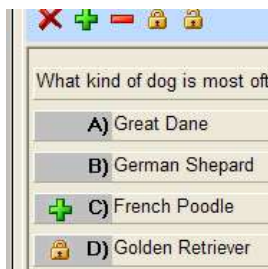 What kind of dog is most oft
A) Great Dane
B) German Shepard
C) French Poodle
D) Golden Retriever